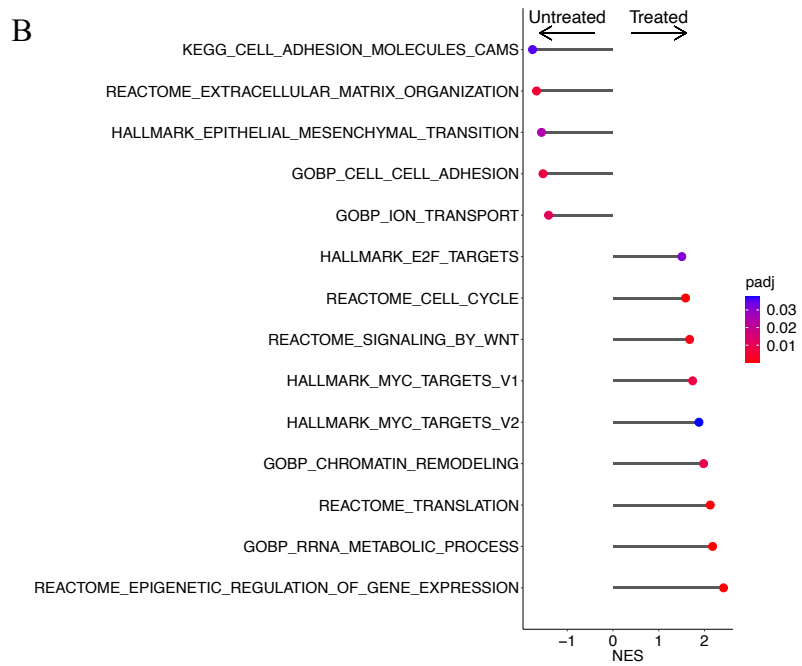 B
Untreated Treated
KEGG_CELL_ADHESION_MOLECULES_CAMS
REACTOME_EXTRACELLULAR_MATRIX_ORGANIZATION
HALLMARK_EPITHELIAL_MESENCHYMAL_TRANSITION
GOBP_CELL_CELL_ADHESION
GOBP_ION_TRANSPORT
HALLMARK_E2F_TARGETS
REACTOME_CELL_CYCLE
REACTOME_SIGNALING_BY_WNT
HALLMARK_MYC_TARGETS_V1
HALLMARK_MYC_TARGETS_V2
GOBP_CHROMATIN_REMODELING
REACTOME_TRANSLATION
GOBP_RRNA_METABOLIC_PROCESS
REACTOME_EPIGENETIC_REGULATION_OF_GENE_EXPRESSION
−1 0 1 2
NES
padj
0.03
0.02
0.01